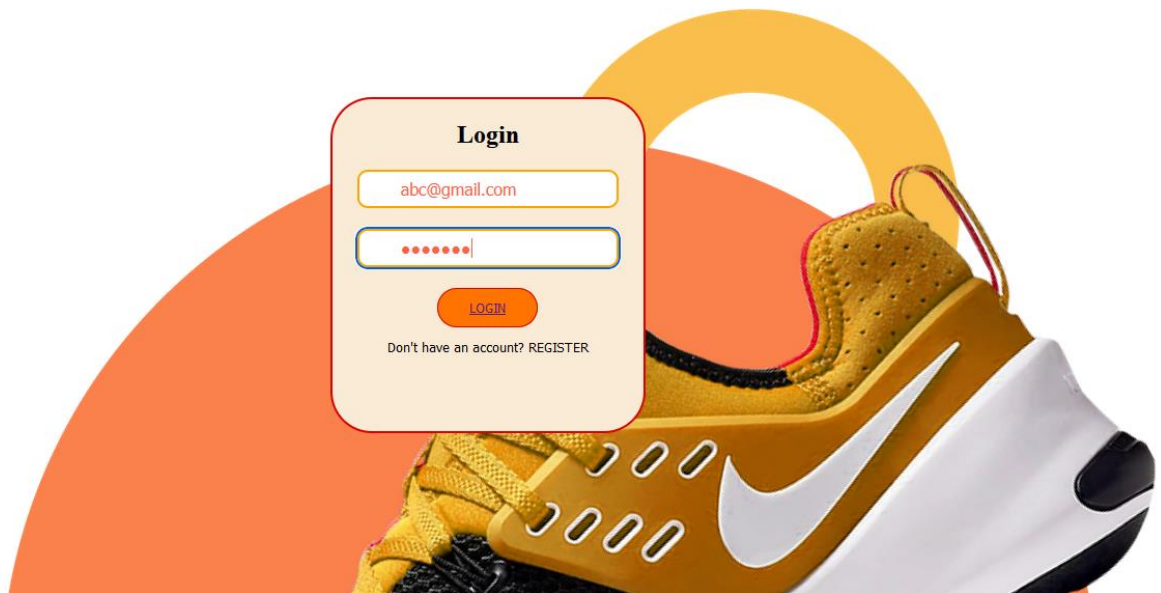 Login
abc@gmail.com
•••••••
LOGIN
Don't have an account? REGISTER